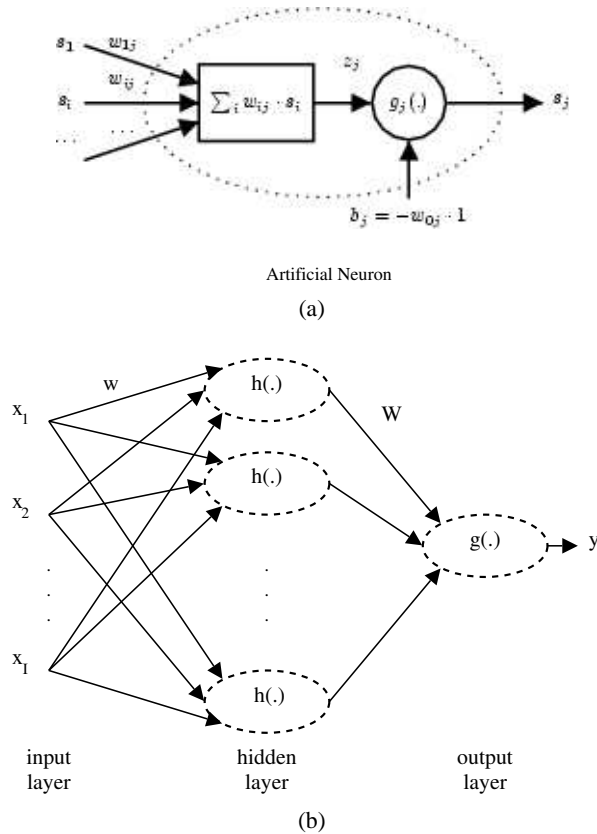 s₁ w₁ⱼ
wᵢⱼ
sᵢ ∑ᵢ wᵢⱼ · sᵢ zⱼ gⱼ(.) sⱼ
.... ....
bⱼ = −w₀ⱼ · 1
Artificial Neuron
(a)
w h(.)
x₁ W
h(.)
x₂
g(.) y
. . .
. . .
x_I
h(.)
input hidden output
layer layer layer
(b)